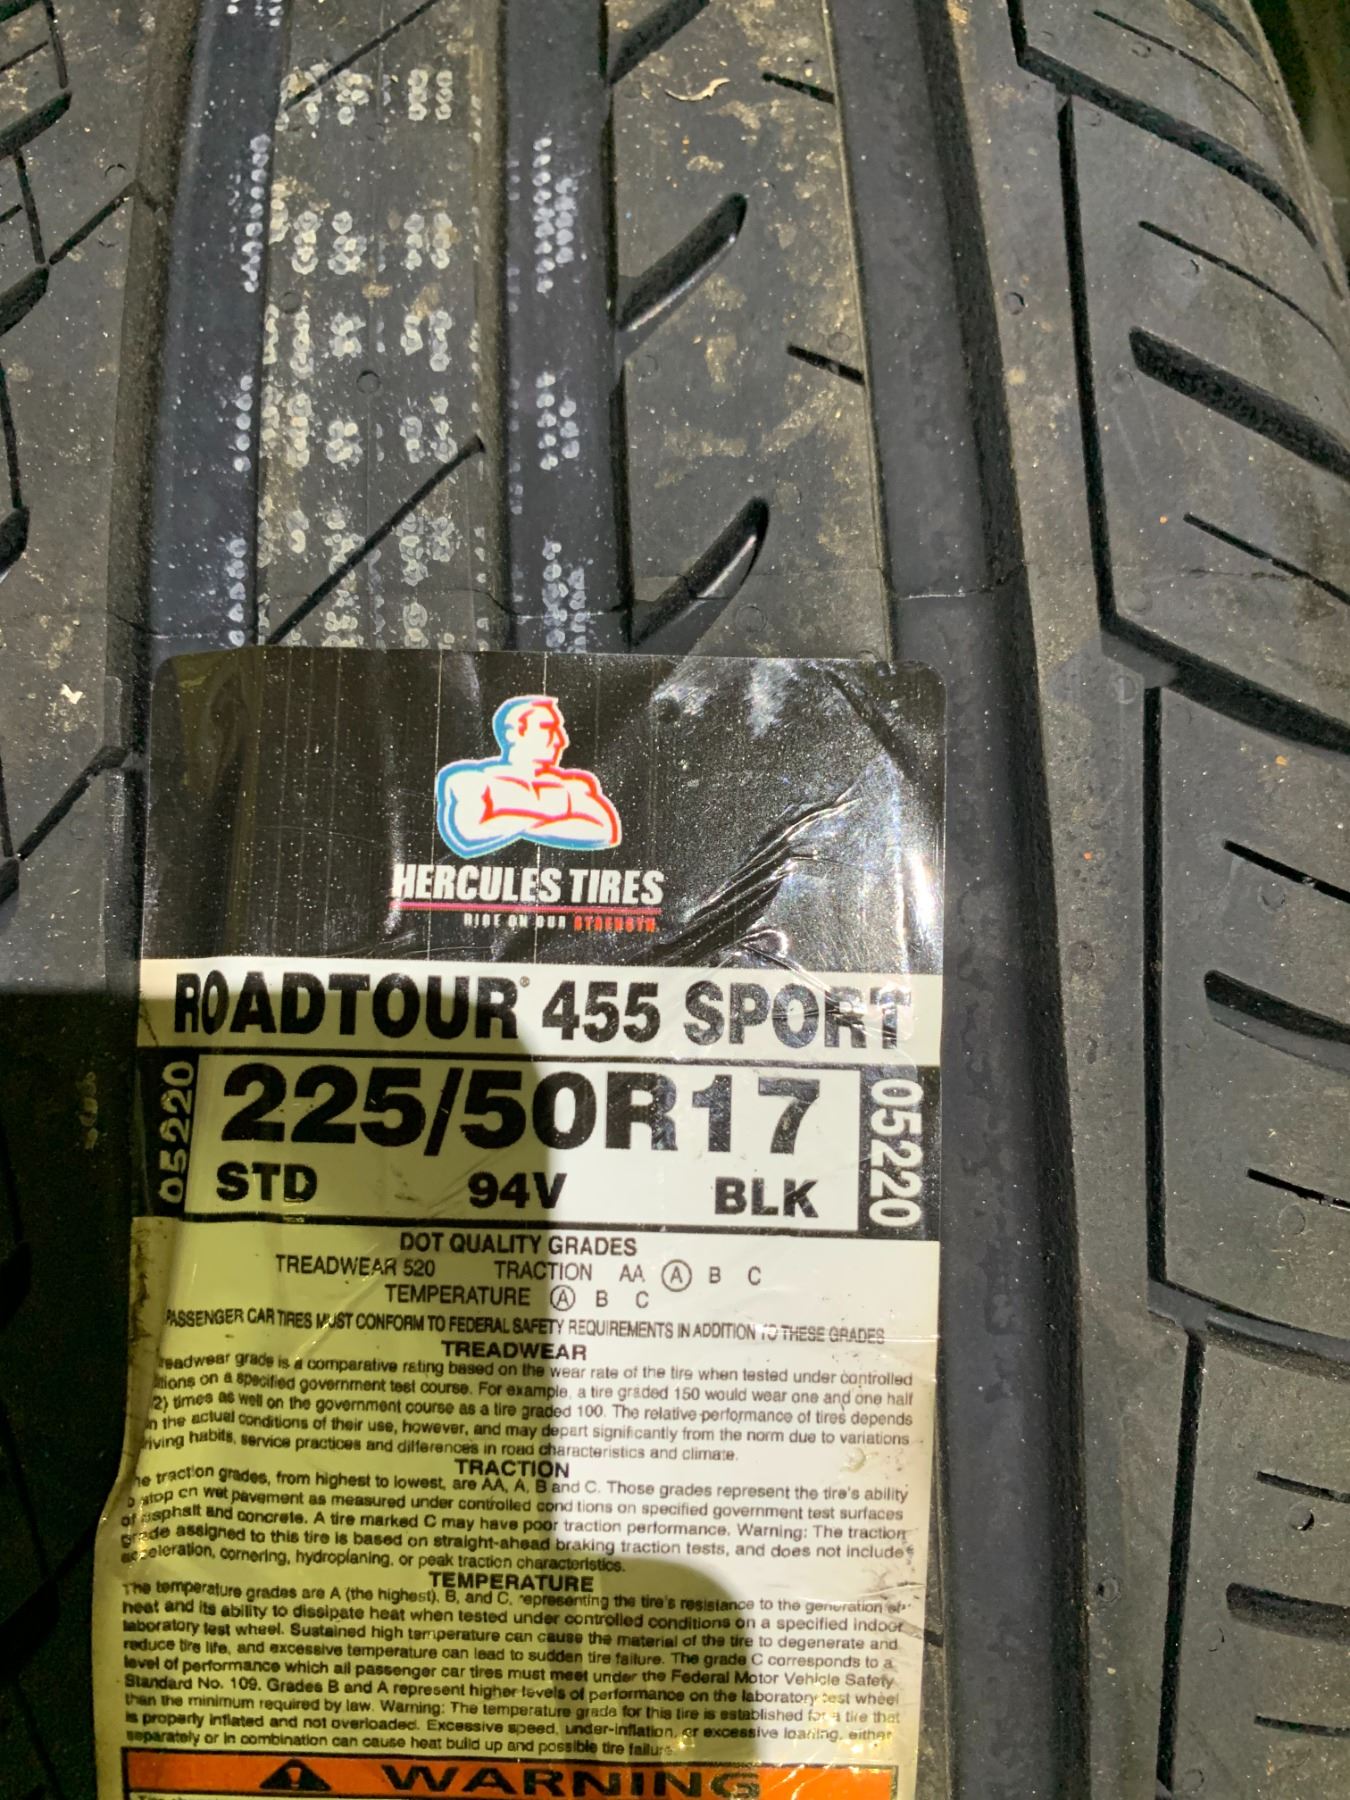 HERCULES TIRES
RIDE ON OUR STRENGTH.
ROADTOUR® 455 SPORT
05220
225/50R17
05220
STD 94V BLK
DOT QUALITY GRADES
TREADWEAR 520 TRACTION AA A B C
TEMPERATURE A B C
PASSENGER CAR TIRES MUST CONFORM TO FEDERAL SAFETY REQUIREMENTS IN ADDITION TO THESE GRADES
TREADWEAR
readwear grade is a comparative rating based on the wear rate of the tire when tested under controlled
itions on a specified government test course. For example, a tire graded 150 would wear one and one half
2) times as well on the government course as a tire graded 100. The relative performance of tires depends
n the actual conditions of their use, however, and may depart significantly from the norm due to variations
riving habits, service practices and differences in road characteristics and climate.
TRACTION
he traction grades, from highest to lowest, are AA, A, B and C. Those grades represent the tire's ability
o stop on wet pavement as measured under controlled conditions on specified government test surfaces
of asphalt and concrete. A tire marked C may have poor traction performance. Warning: The traction
grade assigned to this tire is based on straight-ahead braking traction tests, and does not include
acceleration, cornering, hydroplaning, or peak traction characteristics.
TEMPERATURE
The temperature grades are A (the highest), B, and C, representing the tire's resistance to the generation of
heat and its ability to dissipate heat when tested under controlled conditions on a specified indoor
laboratory test wheel. Sustained high temperature can cause the material of the tire to degenerate and
reduce tire life, and excessive temperature can lead to sudden tire failure. The grade C corresponds to a
level of performance which all passenger car tires must meet under the Federal Motor Vehicle Safety
Standard No. 109. Grades B and A represent higher levels of performance on the laboratory test wheel
than the minimum required by law. Warning: The temperature grade for this tire is established for a tire that
is properly inflated and not overloaded. Excessive speed, under-inflation, or excessive loading, either
separately or in combination can cause heat build up and possible tire failure.
WARNING